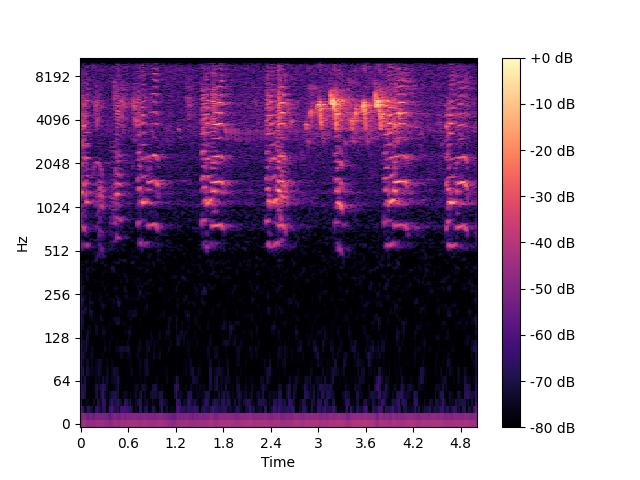 8192
4096
2048
1024
512
256
128
64
0
Hz
0 0.6 1.2 1.8 2.4 3 3.6 4.2 4.8
Time
+0 dB
-10 dB
-20 dB
-30 dB
-40 dB
-50 dB
-60 dB
-70 dB
-80 dB